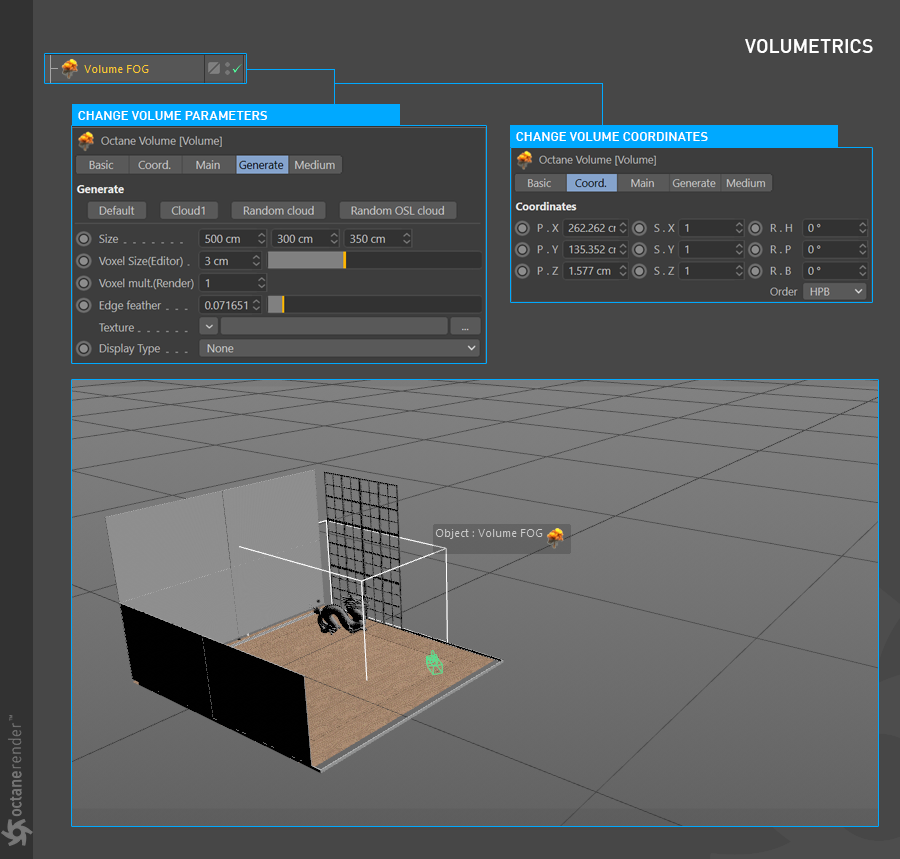 VOLUMETRICS
Volume FOG
CHANGE VOLUME PARAMETERS
Octane Volume [Volume]
Basic Coord. Main Generate Medium
Generate
Default Cloud1 Random cloud Random OSL cloud
Size . . . . . . . 500 cm 300 cm 350 cm
Voxel Size(Editor) . 3 cm
Voxel mult.(Render) 1
Edge feather . . . 0.071651
Texture . . . . . . ...
Display Type . . . None
CHANGE VOLUME COORDINATES
Octane Volume [Volume]
Basic Coord. Main Generate Medium
Coordinates
P . X 262.262 cr S . X 1 R . H 0 °
P . Y 135.352 cr S . Y 1 R . P 0 °
P . Z 1.577 cm S . Z 1 R . B 0 °
Order HPB
Object : Volume FOG
octanerender™